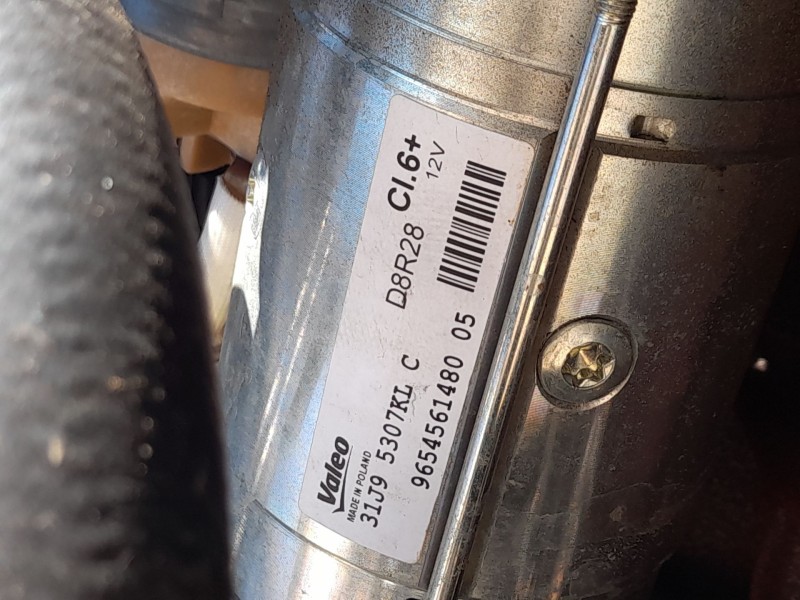 Valeo
MADE IN POLAND
31J9 5307KL C
9654561480 05
D8R28 Cl.6+
12V